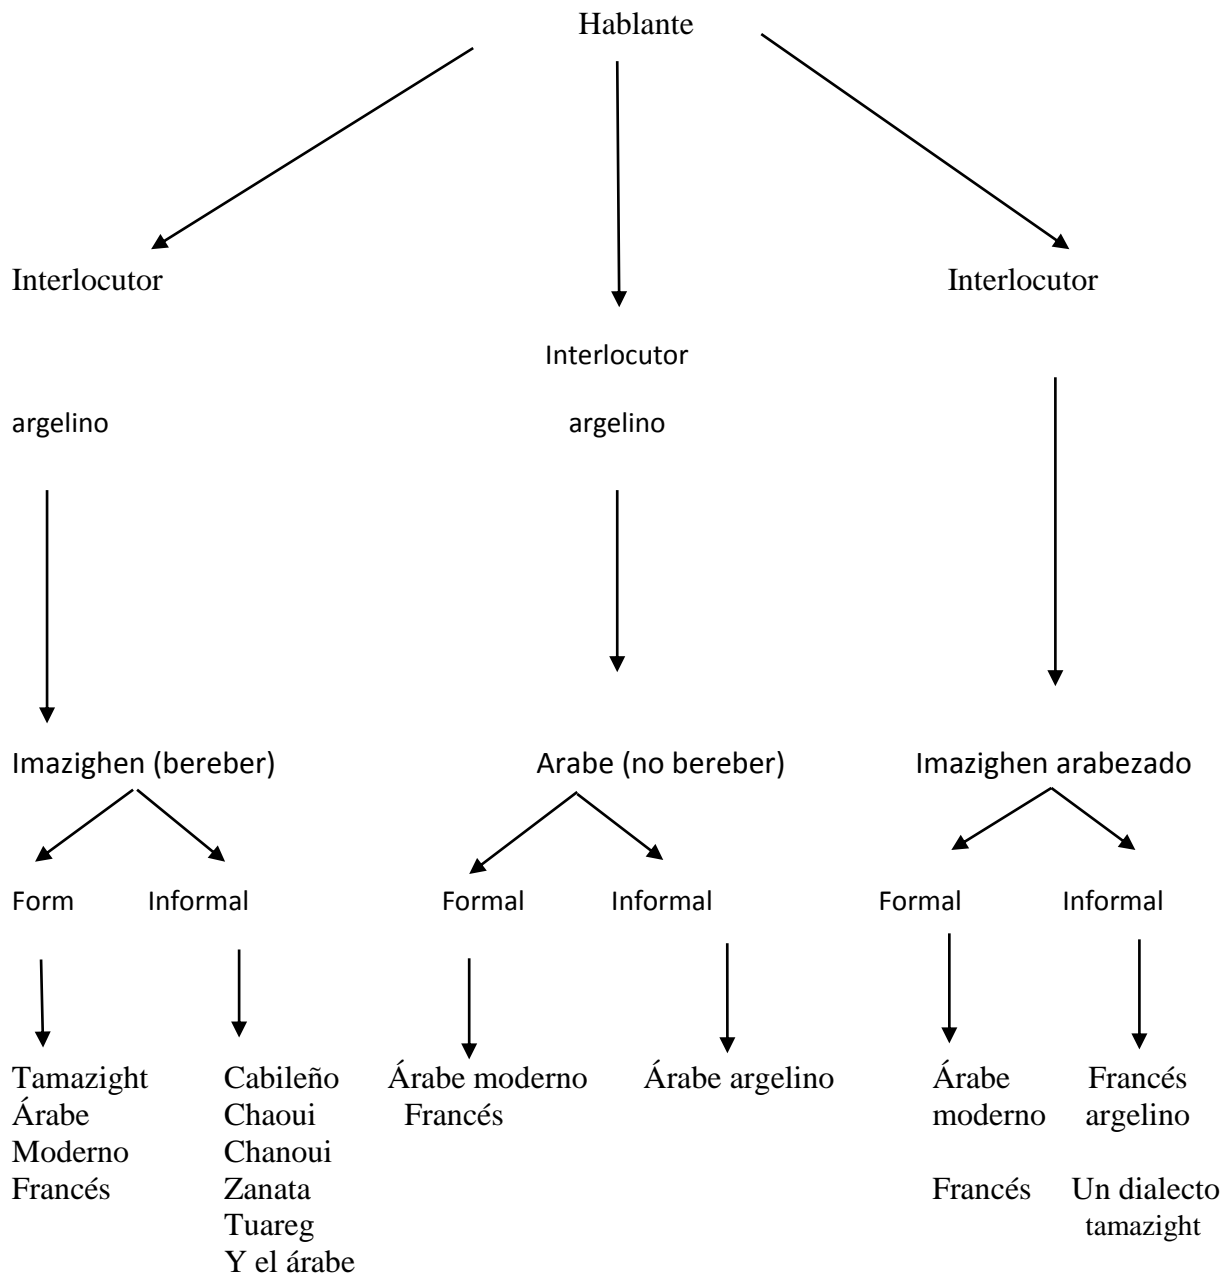 Hablante
Interlocutor
Interlocutor
Interlocutor
argelino
argelino
Imazighen (bereber)
Arabe (no bereber)
Imazighen arabezado
Form
Informal
Formal
Informal
Formal
Informal
Tamazight
Árabe
Moderno
Francés
Cabileño
Chaoui
Chanoui
Zanata
Tuareg
Y el árabe
Árabe moderno
Francés
Árabe argelino
Árabe
moderno
Francés
Francés
argelino
Un dialecto
tamazight